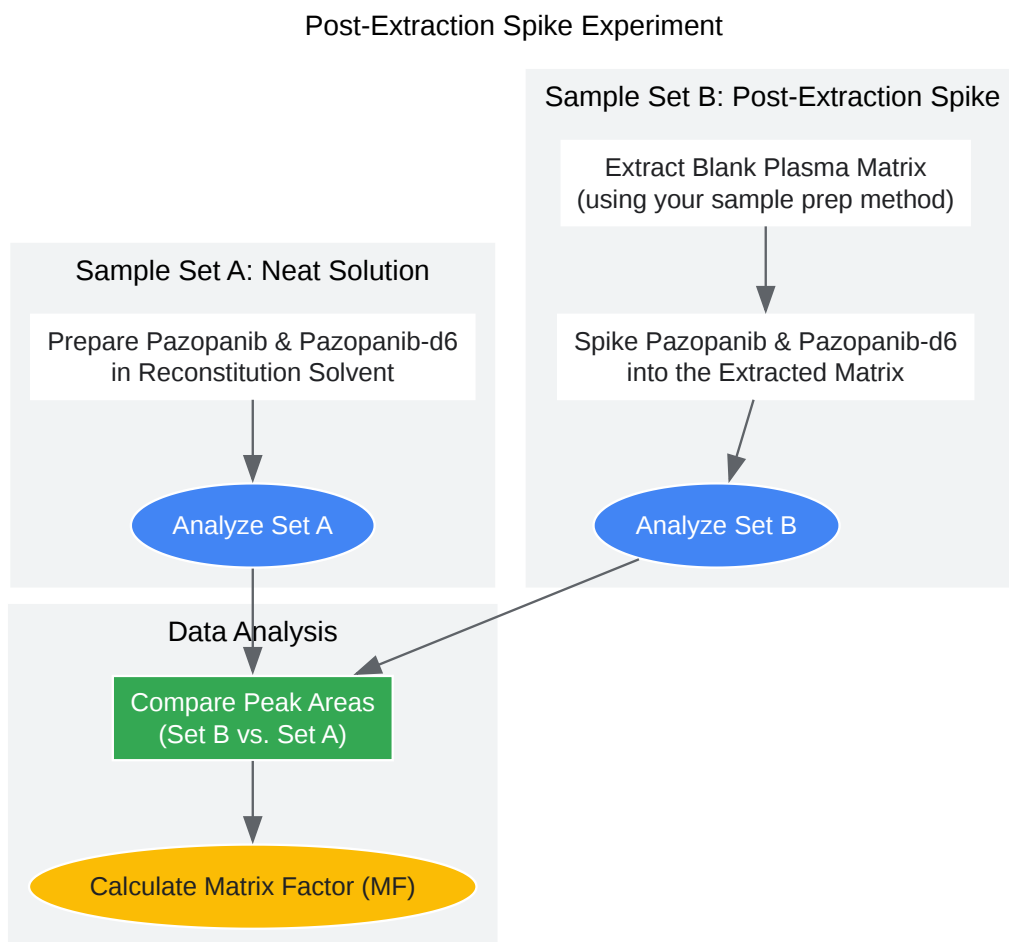 Post-Extraction Spike Experiment
Sample Set B: Post-Extraction Spike
Extract Blank Plasma Matrix
(using your sample prep method)
Spike Pazopanib & Pazopanib-d6
into the Extracted Matrix
Analyze Set B
Sample Set A: Neat Solution
Prepare Pazopanib & Pazopanib-d6
in Reconstitution Solvent
Analyze Set A
Data Analysis
Compare Peak Areas
(Set B vs. Set A)
Calculate Matrix Factor (MF)